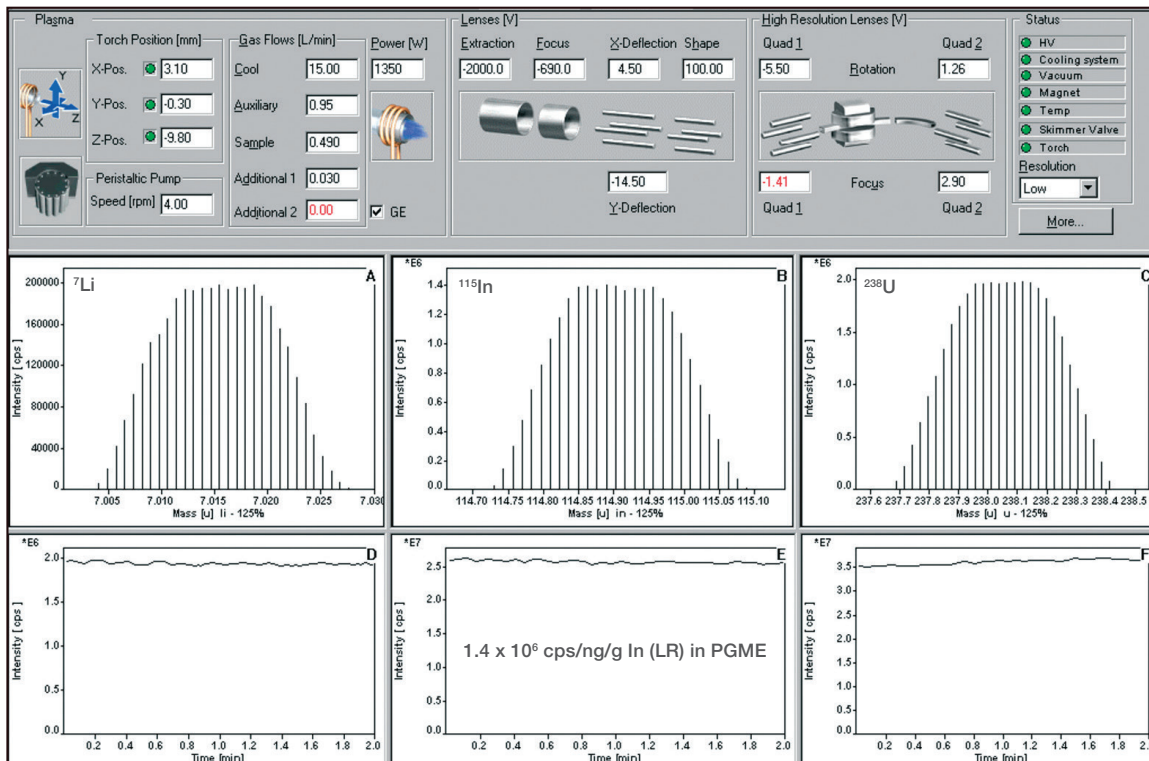 Plasma
Torch Position [mm]
X-Pos. 3.10
Y-Pos. -0.30
Z-Pos. -9.80
Peristaltic Pump
Speed [rpm] 4.00
Gas Flows [L/min]
Cool 15.00
Auxiliary 0.95
Sample 0.490
Additional 1 0.030
Additional 2 0.00
Power [W]
1350
GE
Lenses [V]
Extraction Focus X-Deflection Shape
-2000.0 -690.0 4.50 100.00
-14.50
Y-Deflection
High Resolution Lenses [V]
Quad 1 Quad 2
-5.50 Rotation 1.26
-1.41 Focus 2.90
Quad 1 Quad 2
Status
HV
Cooling system
Vacuum
Magnet
Temp
Skimmer Valve
Torch
Resolution
Low
More...
⁷Li
A
Intensity [cps]
200000
160000
120000
80000
40000
0
7.005 7.010 7.015 7.020 7.025 7.030
Mass [u] li - 125%
*E6
¹¹⁵In
B
Intensity [cps]
1.4
1.2
1.0
0.8
0.6
0.4
0.2
0.0
114.70 114.75 114.80 114.85 114.90 114.95 115.00 115.05 115.10
Mass [u] in - 125%
*E6
²³⁸U
C
Intensity [cps]
2.0
1.5
1.0
0.5
0.0
237.6 237.7 237.8 237.9 238.0 238.1 238.2 238.3 238.4 238.5
Mass [u] u - 125%
*E6
D
Intensity [cps]
2.0
1.5
1.0
0.5
0.0
0.2 0.4 0.6 0.8 1.0 1.2 1.4 1.6 1.8 2.0
Time [min]
*E7
E
Intensity [cps]
2.5
2.0
1.5
1.0
0.5
0.0
1.4 x 10⁶ cps/ng/g In (LR) in PGME
0.2 0.4 0.6 0.8 1.0 1.2 1.4 1.6 1.8 2.0
Time [min]
*E7
F
Intensity [cps]
3.5
3.0
2.5
2.0
1.5
1.0
0.5
0.0
0.2 0.4 0.6 0.8 1.0 1.2 1.4 1.6 1.8 2.0
Time [min]